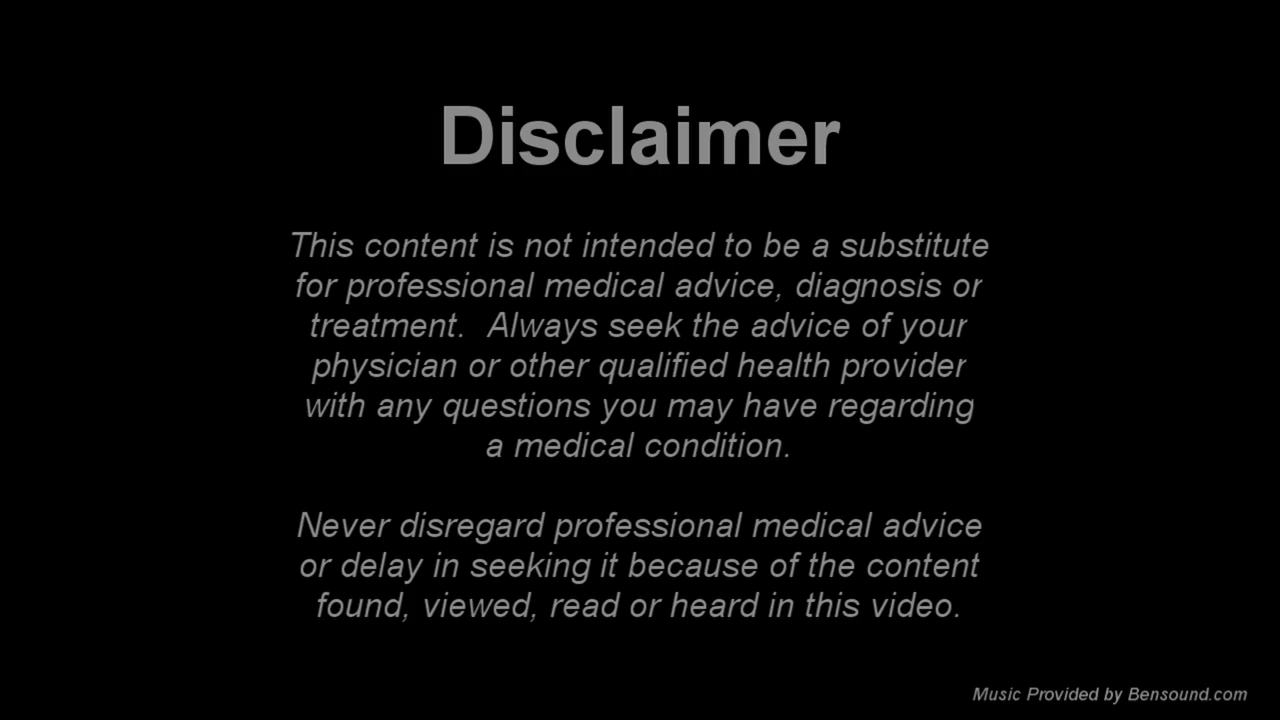 Disclaimer
This content is not intended to be a substitute
for professional medical advice, diagnosis or
treatment.  Always seek the advice of your
physician or other qualified health provider
with any questions you may have regarding
a medical condition.
Never disregard professional medical advice
or delay in seeking it because of the content
found, viewed, read or heard in this video.
Music Provided by Bensound.com